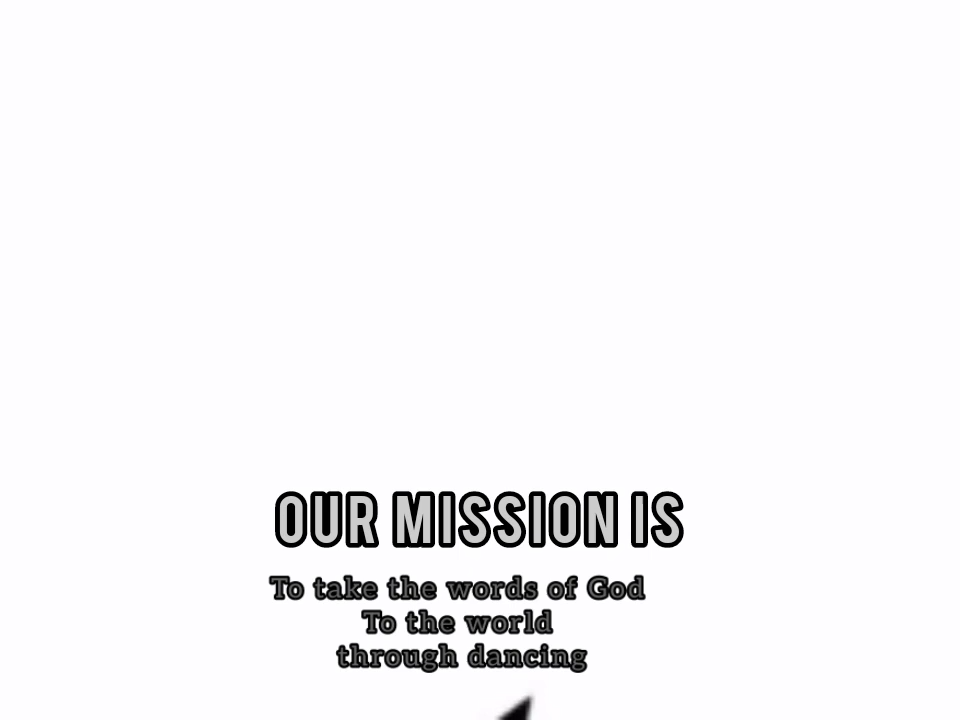 OUR MISSION IS
To take the words of God
To the world
through dancing